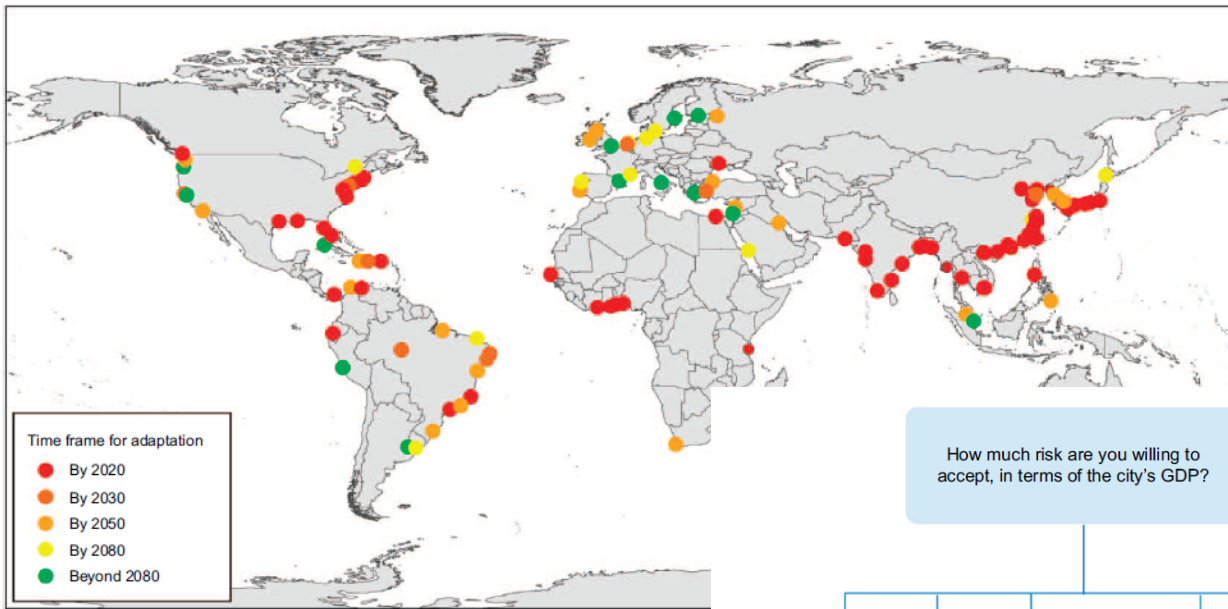 Time frame for adaptation
By 2020
By 2030
By 2050
By 2080
Beyond 2080
How much risk are you willing to
accept, in terms of the city’s GDP?